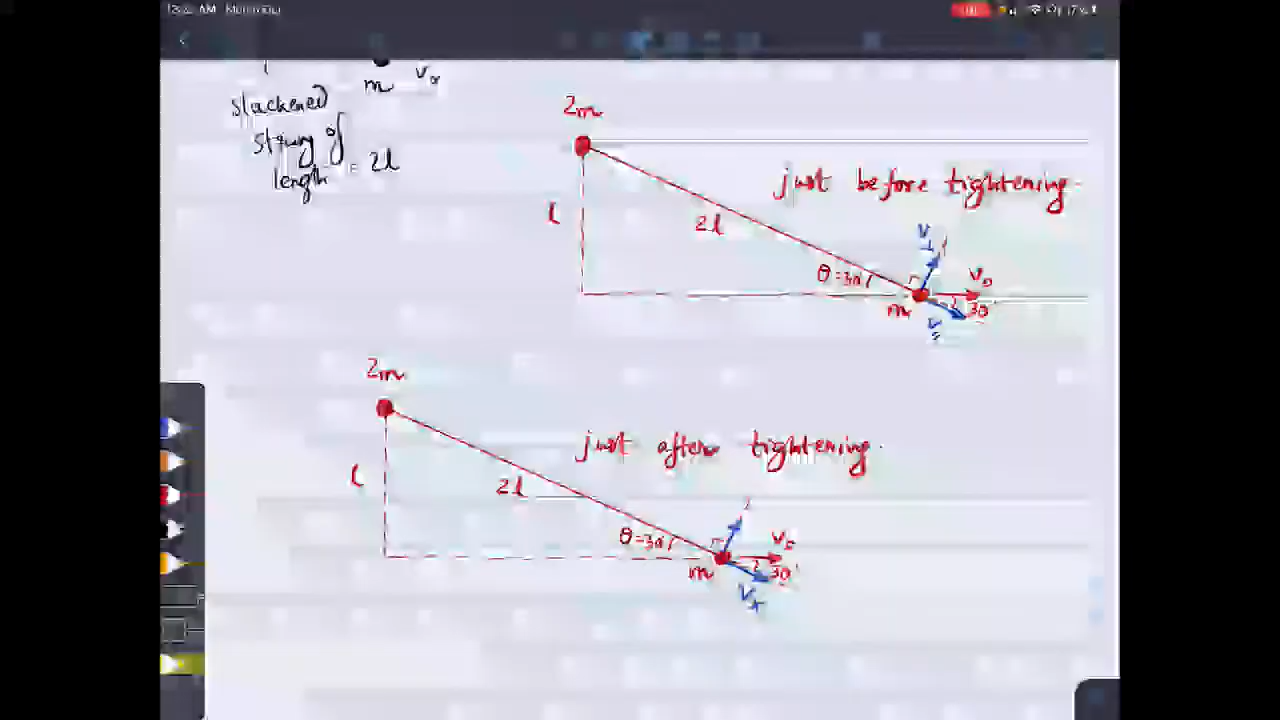 m v₀
slackened
string of
length = 2l
2m
just before tightening.
l
2l
V⊥
θ=30°
V₀
m
30°
2m
just after tightening.
l
2l
θ=30°
V₀
m
30°
Vₓ